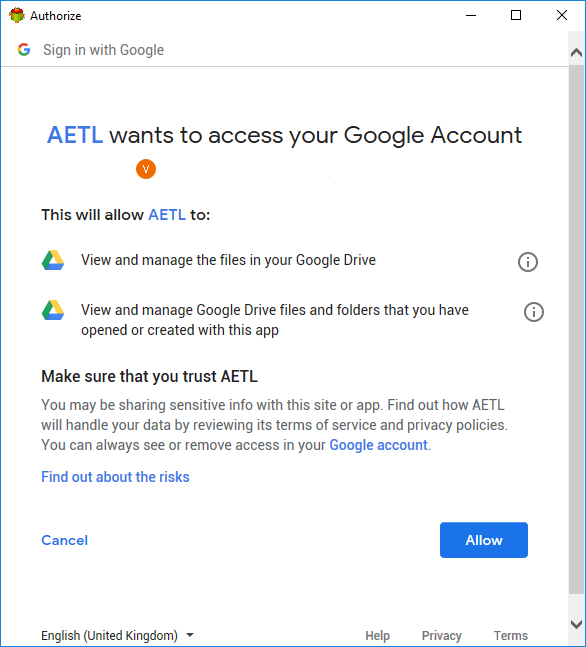 Authorize
Sign in with Google
AETL wants to access your Google Account
V
This will allow AETL to:
View and manage the files in your Google Drive
View and manage Google Drive files and folders that you have
opened or created with this app
Make sure that you trust AETL
You may be sharing sensitive info with this site or app. Find out how AETL
will handle your data by reviewing its terms of service and privacy policies.
You can always see or remove access in your Google account.
Find out about the risks
Cancel Allow
English (United Kingdom) Help Privacy Terms